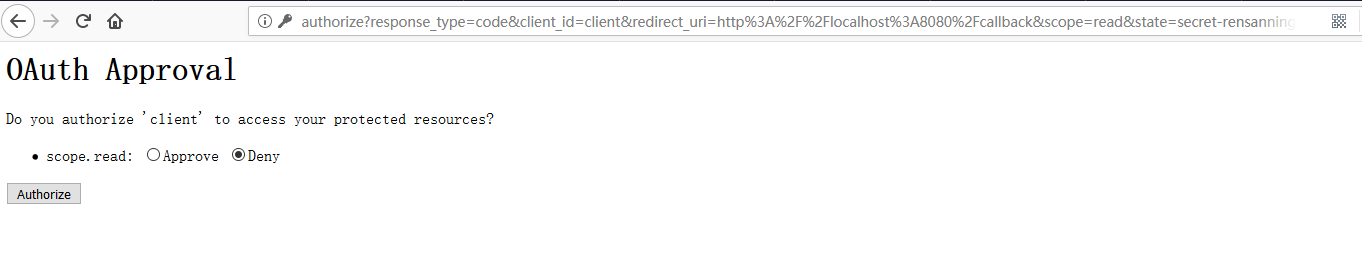 authorize?response_type=code&client_id=client&redirect_uri=http%3A%2F%2Flocalhost%3A8080%2Fcallback&scope=read&state=secret-rensanning
OAuth Approval
Do you authorize 'client' to access your protected resources?
scope.read: Approve Deny
Authorize